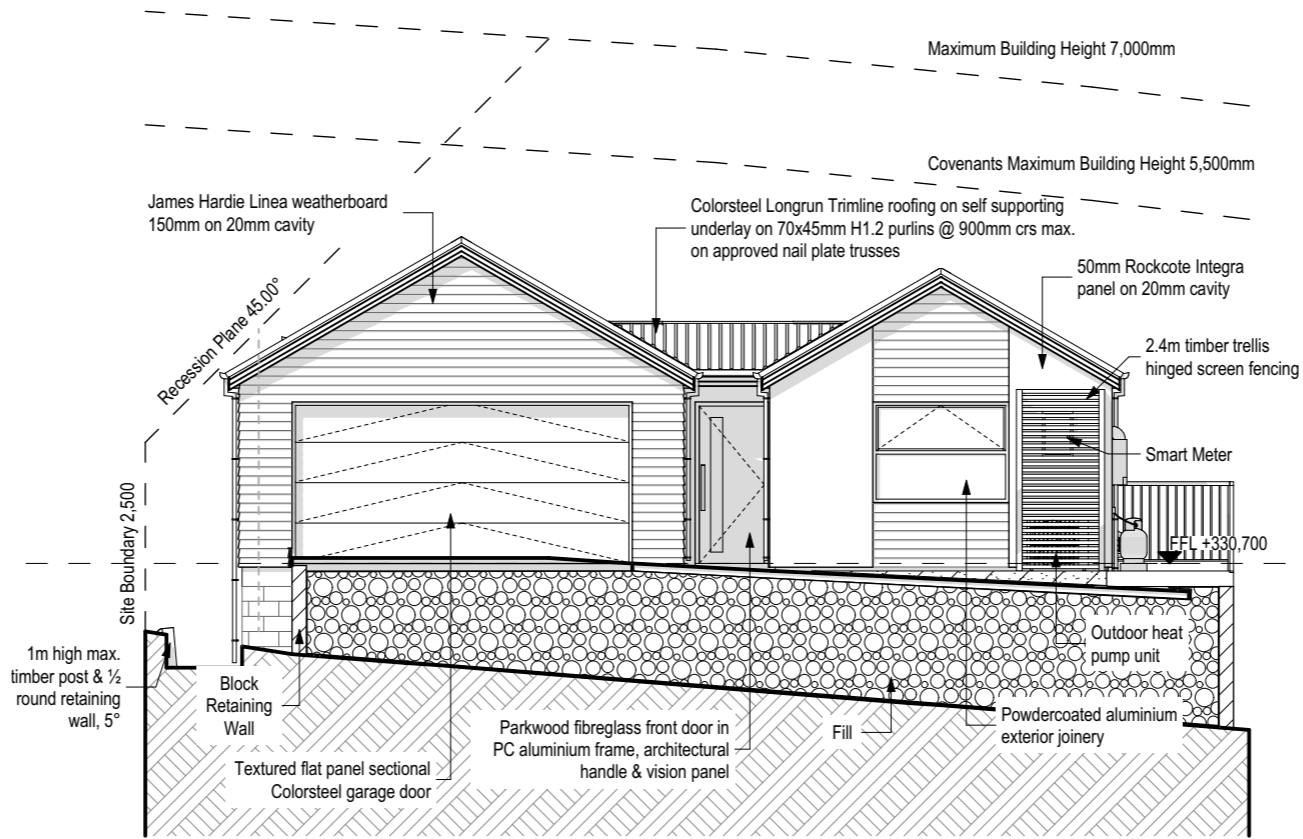 Maximum Building Height 7,000mm
Covenants Maximum Building Height 5,500mm
James Hardie Linea weatherboard
150mm on 20mm cavity
Colorsteel Longrun Trimline roofing on self supporting
underlay on 70x45mm H1.2 purlins @ 900mm crs max.
on approved nail plate trusses
50mm Rockcote Integra
panel on 20mm cavity
Recession Plane 45.00°
2.4m timber trellis
hinged screen fencing
Smart Meter
Site Boundary 2,500
FFL +330,700
1m high max.
timber post & ½
round retaining
wall, 5°
Block
Retaining
Wall
Textured flat panel sectional
Colorsteel garage door
Parkwood fibreglass front door in
PC aluminium frame, architectural
handle & vision panel
Fill
Outdoor heat
pump unit
Powdercoated aluminium
exterior joinery